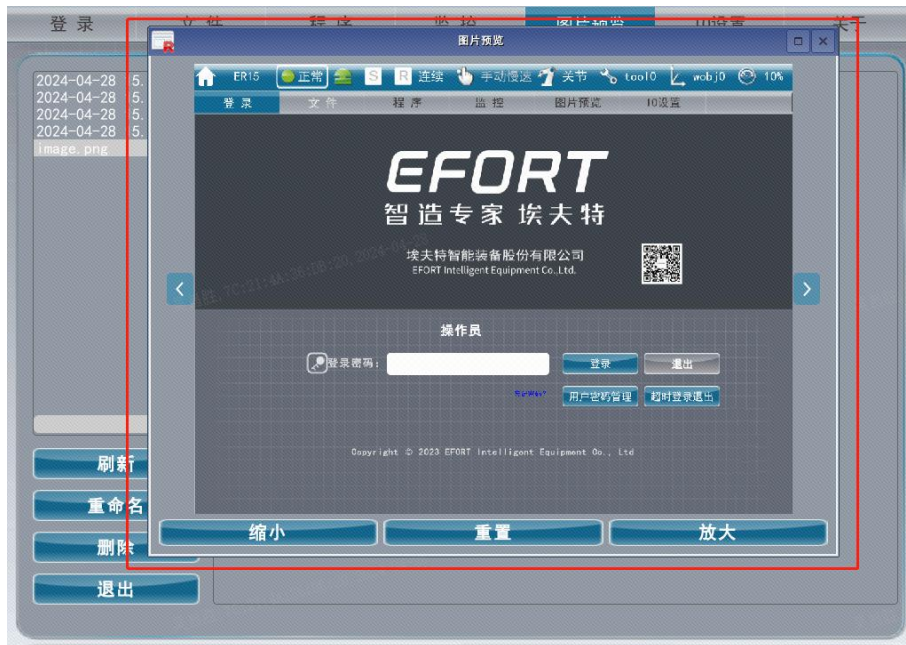 登 录
图片预览
IO设置
关于
图片预览
2024-04-28 5.
2024-04-28 5.
2024-04-28 5.
2024-04-28 5.
image.png
ER15 正常 S R 连续 手动慢速 关节 tool0 wobj0 10%
登 录 文 件 程 序 监 控 图片预览 IO设置
EFORT
智造专家 埃夫特
埃夫特智能装备股份有限公司
EFORT Intelligent Equipment Co.,Ltd.
操作员
登录密码：
登录 退出
用户密码管理 超时登录退出
Copyright © 2023 EFORT Intelligent Equipment Co., Ltd
缩小 重置 放大
刷新
重命名
删除
退出